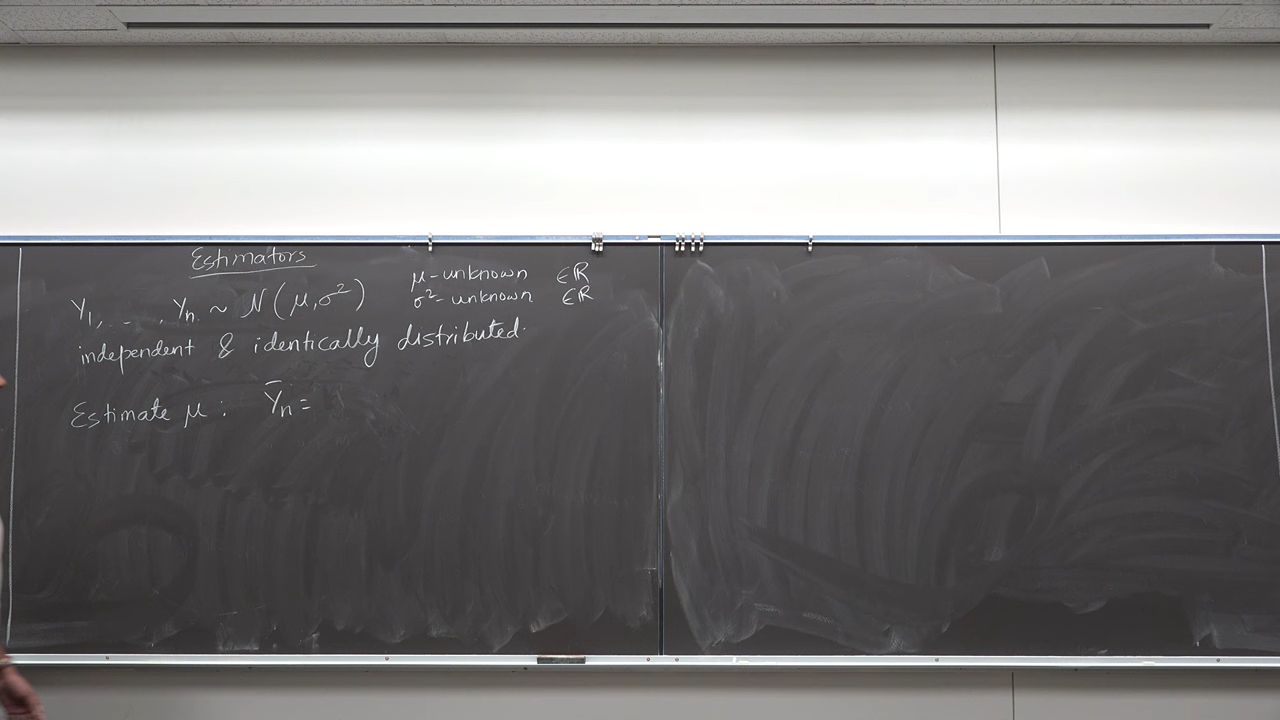 Estimators
Y₁, . . . , Yₙ ~ N(μ, σ²)
μ - unknown ∈ ℝ
σ² - unknown ∈ ℝ
independent & identically distributed.
Estimate μ : Ȳₙ =